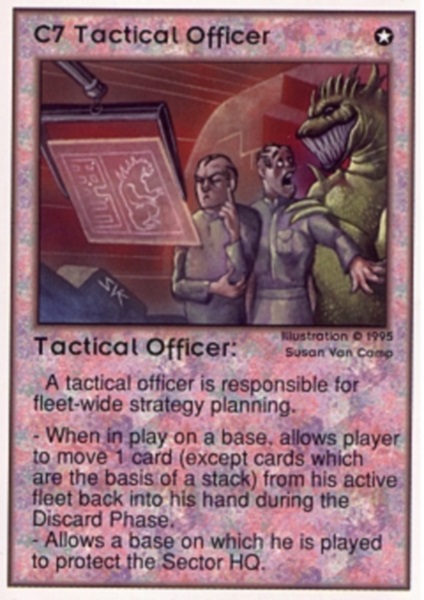 C7 Tactical Officer
SVC
Illustration © 1995
Susan Van Camp
Tactical Officer:
A tactical officer is responsible for
fleet-wide strategy planning.
- When in play on a base, allows player
to move 1 card (except cards which
are the basis of a stack) from his active
fleet back into his hand during the
Discard Phase.
- Allows a base on which he is played
to protect the Sector HQ.